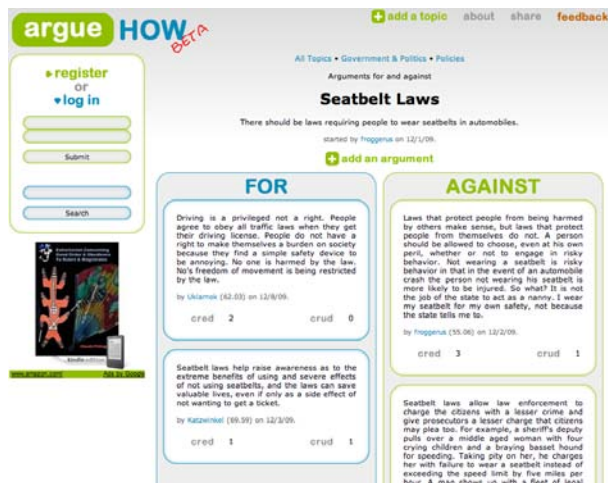 argue HOW BETA
add a topic about share feedback
register
or
log in
Submit
Search
www.amazon.com Ads by Google
All Topics • Government & Politics • Policies
Arguments for and against
Seatbelt Laws
There should be laws requiring people to wear seatbelts in automobiles.
started by froggerus on 12/1/09.
add an argument
FOR
Driving is a privileged not a right. People
agree to obey all traffic laws when they get
their driving license. People do not have a
right to make themselves a burden on society
because they find a simple safety device to
be annoying. No one is harmed by the law.
No's freedom of movement is being restricted
by the law.
by Uklamok (62.03) on 12/8/09.
cred 2 crud 0
Seatbelt laws help raise awareness as to the
extreme benefits of using and severe effects
of not using seatbelts, and the laws can save
valuable lives, even if only as a side effect of
not wanting to get a ticket.
by Katzwinkel (69.59) on 12/3/09.
cred 1 crud 1
AGAINST
Laws that protect people from being harmed
by others make sense, but laws that protect
people from themselves do not. A person
should be allowed to choose, even at his own
peril, whether or not to engage in risky
behavior. Not wearing a seatbelt is risky
behavior in that in the event of an automobile
crash the person not wearing his seatbelt is
more likely to be injured. So what? It is not
the job of the state to act as a nanny. I wear
my seatbelt for my own safety, not because
the state tells me to.
by froggerus (55.06) on 12/2/09.
cred 3 crud 1
Seatbelt laws allow law enforcement to
charge the citizens with a lesser crime and
give prosecutors a lesser charge that citizens
may plea too. For example, a sheriff's deputy
pulls over a middle aged woman with four
crying children and a braying basset hound
for speeding. Taking pity on her, he charges
her with failure to wear a seatbelt instead of
exceeding the speed limit by five miles per
hour. A man shows up with a fleet of legal